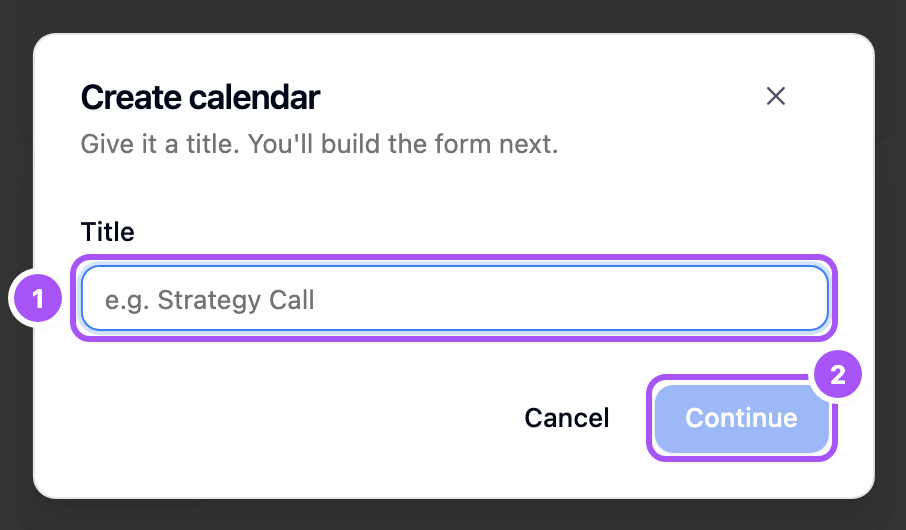 Create calendar
Give it a title. You'll build the form next.
Title
1
e.g. Strategy Call
2
Cancel
Continue